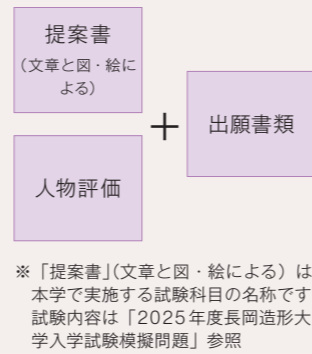 提案書
（文章と図・絵に
よる）
＋
出願書類
人物評価
※「提案書」（文章と図・絵による）は
本学で実施する試験科目の名称です
試験内容は「2025年度長岡造形大
学入学試験模擬問題」参照